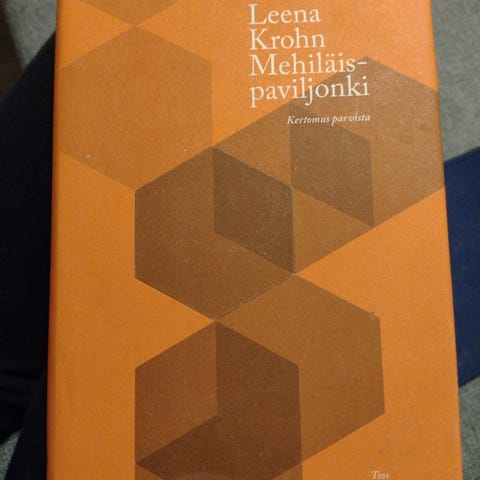 Leena
Krohn
Mehiläis-
paviljonki
Kertomus parvista
Teos